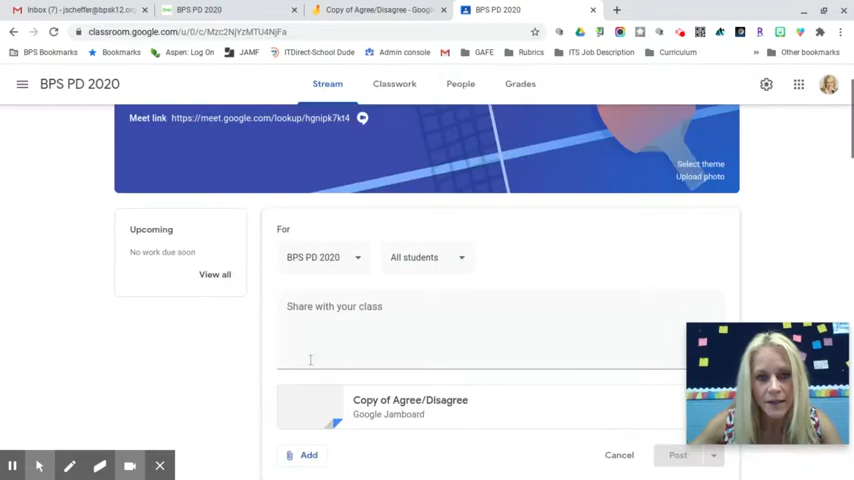 Inbox (7) - jscheffer@bpsk12.or
BPS PD 2020
Copy of Agree/Disagree - Google
BPS PD 2020
classroom.google.com/u/0/c/Mzc2NjYzMTU4NjFa
BPS Bookmarks
Bookmarks
Aspen: Log On
JAMF
ITDirect-School Dude
Admin console
GAFE
Rubrics
ITS Job Description
Curriculum
»
Other bookmarks
BPS PD 2020
Stream
Classwork
People
Grades
Meet link https://meet.google.com/lookup/hgnipk7kt4
Select theme
Upload photo
Upcoming
No work due soon
View all
For
BPS PD 2020
All students
Share with your class
Copy of Agree/Disagree
Google Jamboard
Add
Cancel
Post